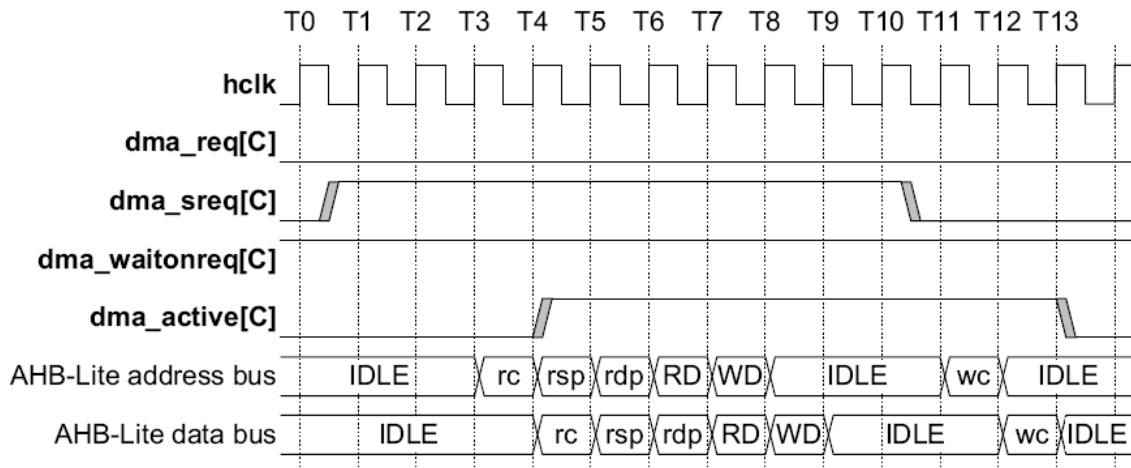 T0 T1 T2 T3 T4 T5 T6 T7 T8 T9 T10 T11 T12 T13
hclk
dma_req[C]
dma_sreq[C]
dma_waitonreq[C]
dma_active[C]
AHB-Lite address bus IDLE rc rsp rdp RD WD IDLE wc IDLE
AHB-Lite data bus IDLE rc rsp rdp RD WD IDLE wc IDLE